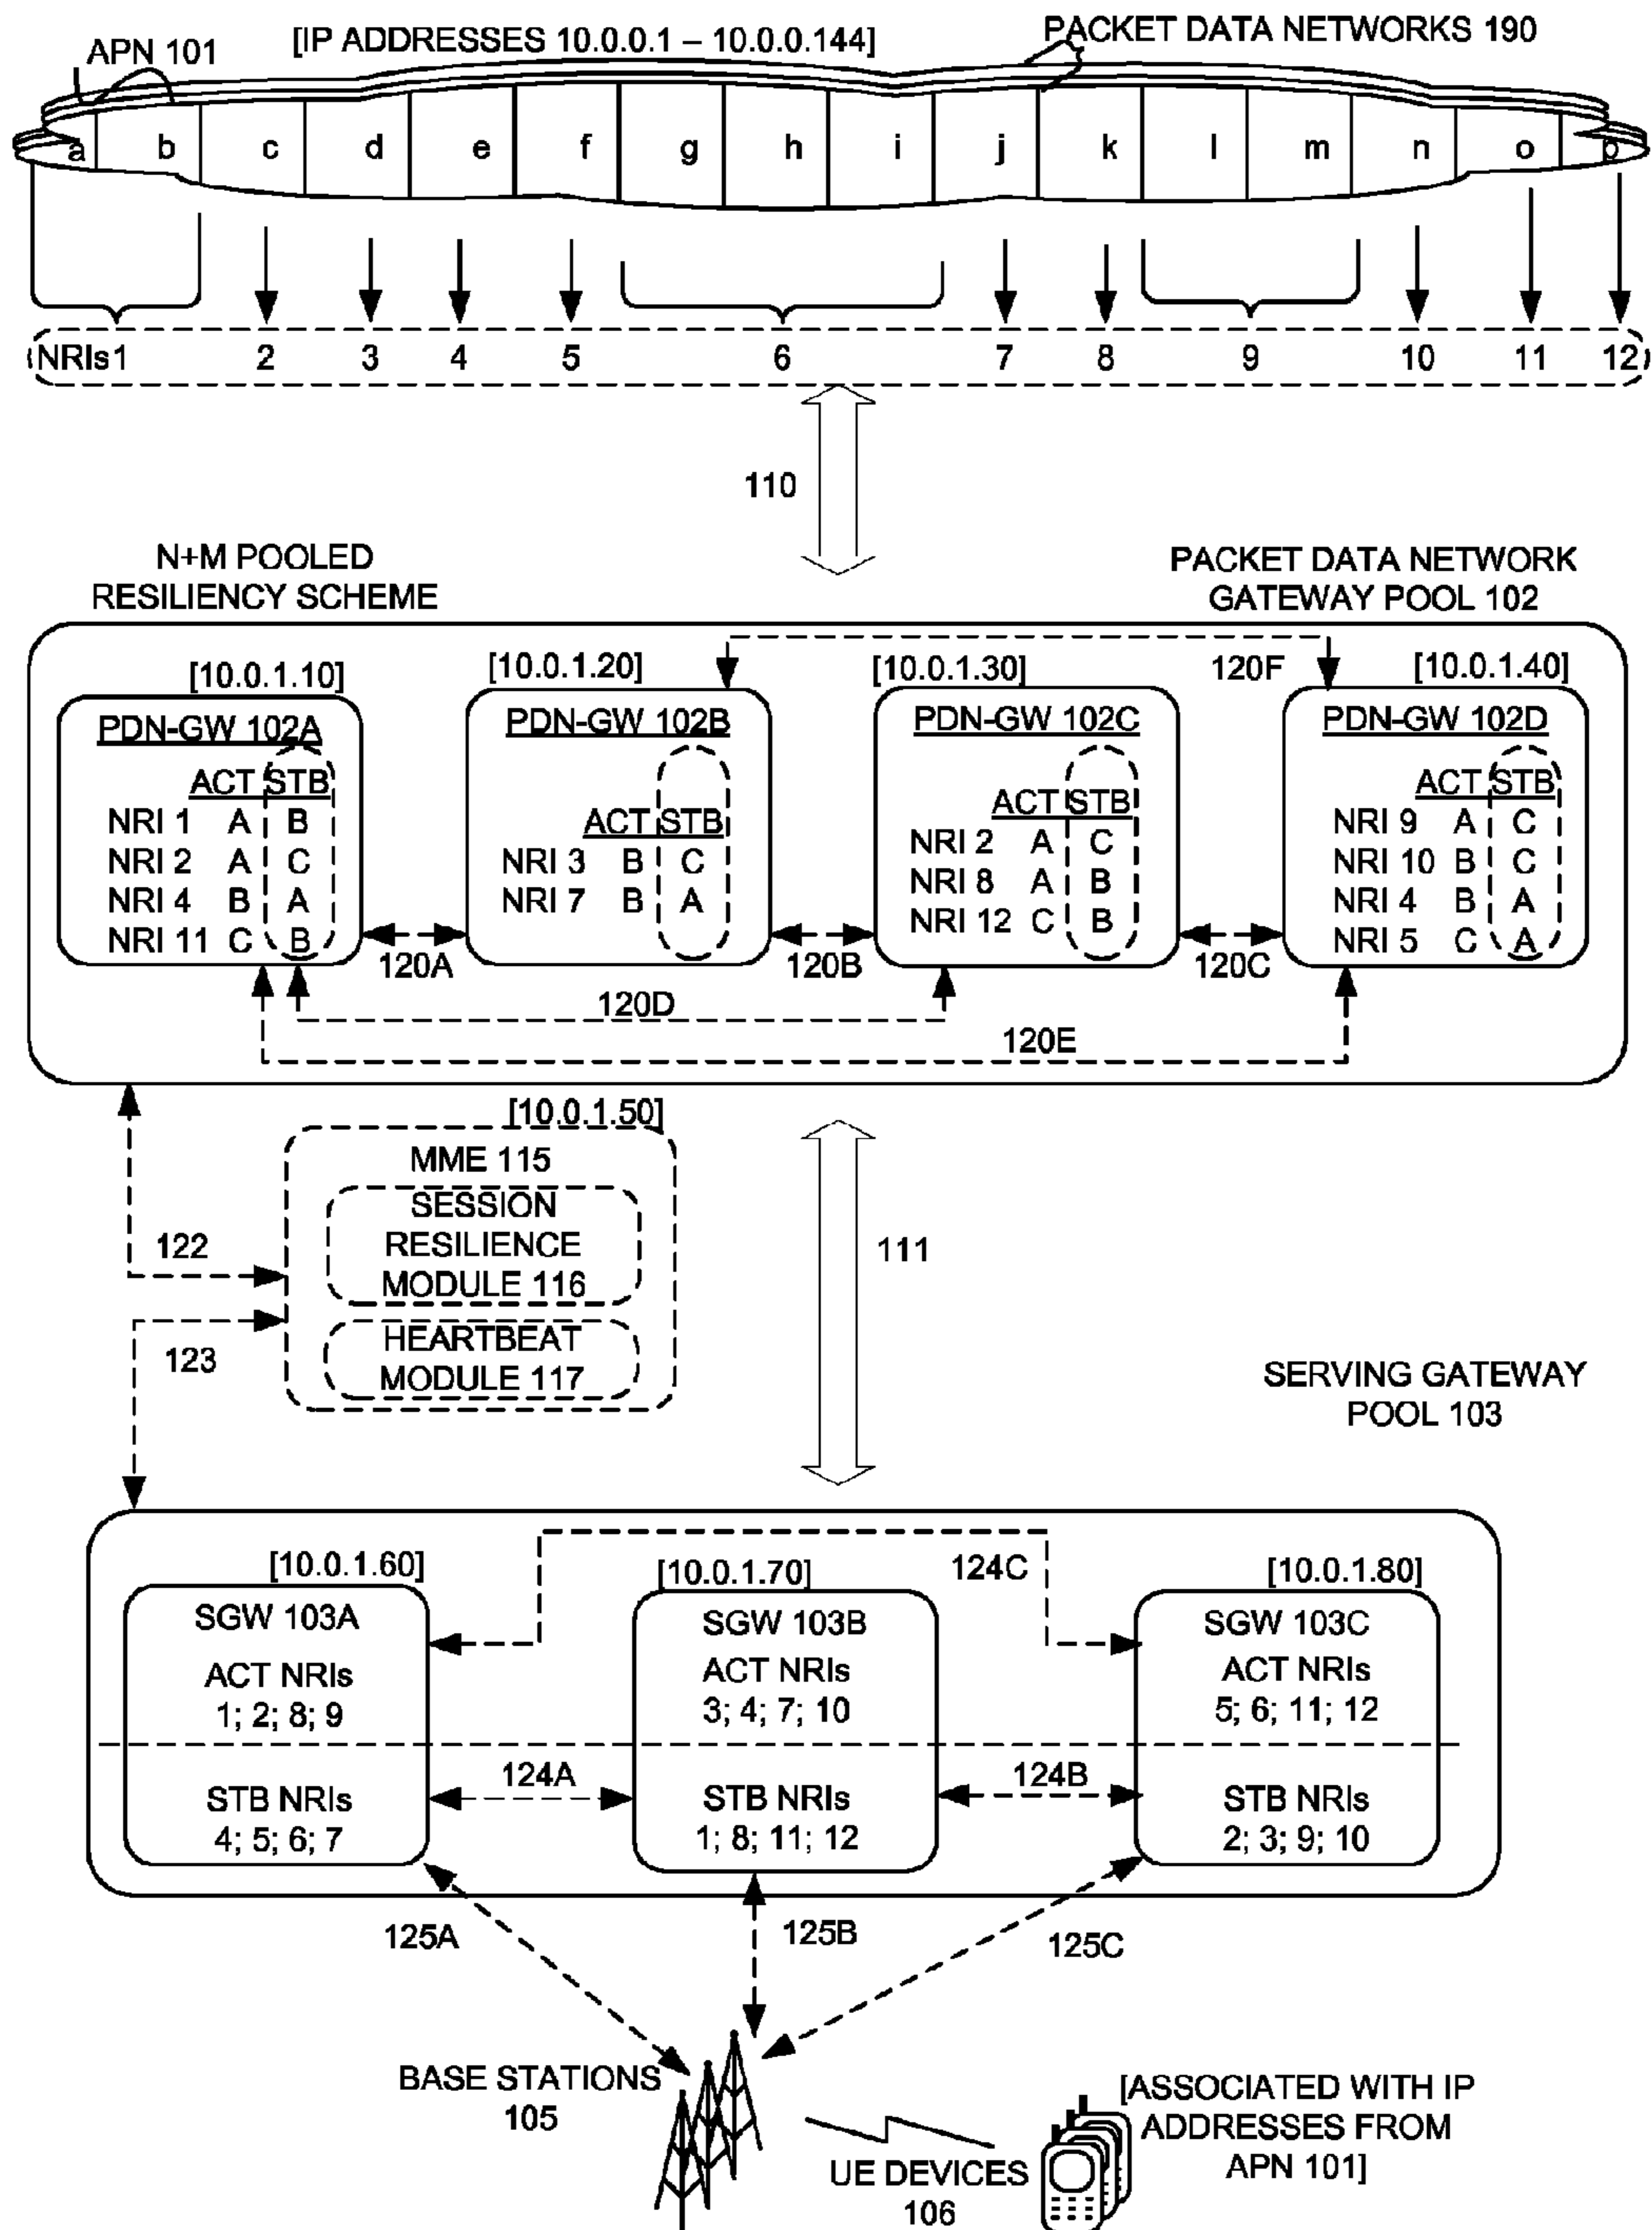 APN 101
[IP ADDRESSES 10.0.0.1 – 10.0.0.144]
PACKET DATA NETWORKS 190
a b c d e f g h i j k l m n o p
NRIs 1 2 3 4 5 6 7 8 9 10 11 12
110
N+M POOLED
RESILIENCY SCHEME
PACKET DATA NETWORK
GATEWAY POOL 102
[10.0.1.10]
PDN-GW 102A
ACT STB
NRI 1 A B
NRI 2 A C
NRI 4 B A
NRI 11 C B
[10.0.1.20]
PDN-GW 102B
ACT STB
NRI 3 B C
NRI 7 B A
[10.0.1.30]
PDN-GW 102C
ACT STB
NRI 2 A C
NRI 8 A B
NRI 12 C B
120F
[10.0.1.40]
PDN-GW 102D
ACT STB
NRI 9 A C
NRI 10 B C
NRI 4 B A
NRI 5 C A
120A
120B
120C
120D
120E
[10.0.1.50]
MME 115
SESSION
RESILIENCE
MODULE 116
HEARTBEAT
MODULE 117
122
123
111
SERVING GATEWAY
POOL 103
[10.0.1.60]
SGW 103A
ACT NRIs
1; 2; 8; 9
STB NRIs
4; 5; 6; 7
[10.0.1.70]
SGW 103B
ACT NRIs
3; 4; 7; 10
STB NRIs
1; 8; 11; 12
124C
[10.0.1.80]
SGW 103C
ACT NRIs
5; 6; 11; 12
STB NRIs
2; 3; 9; 10
124A
124B
125A
125B
125C
BASE STATIONS
105
UE DEVICES
106
[ASSOCIATED WITH IP
ADDRESSES FROM
APN 101]